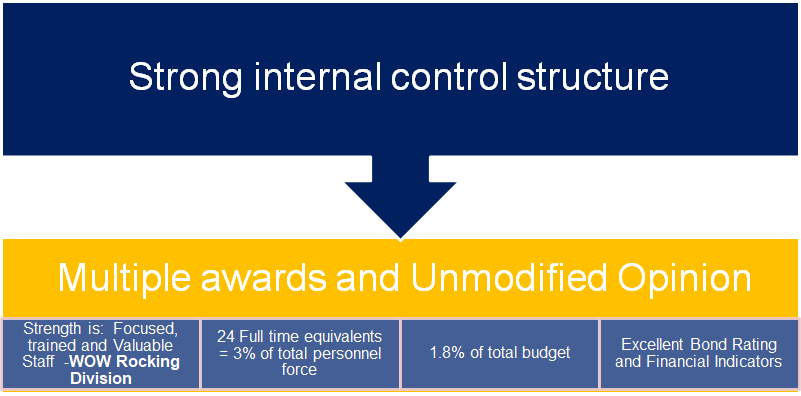 Strong internal control structure
Multiple awards and Unmodified Opinion
Strength is:  Focused,
trained and Valuable
Staff  -WOW Rocking
Division
24 Full time equivalents
= 3% of total personnel
force
1.8% of total budget
Excellent Bond Rating
and Financial Indicators